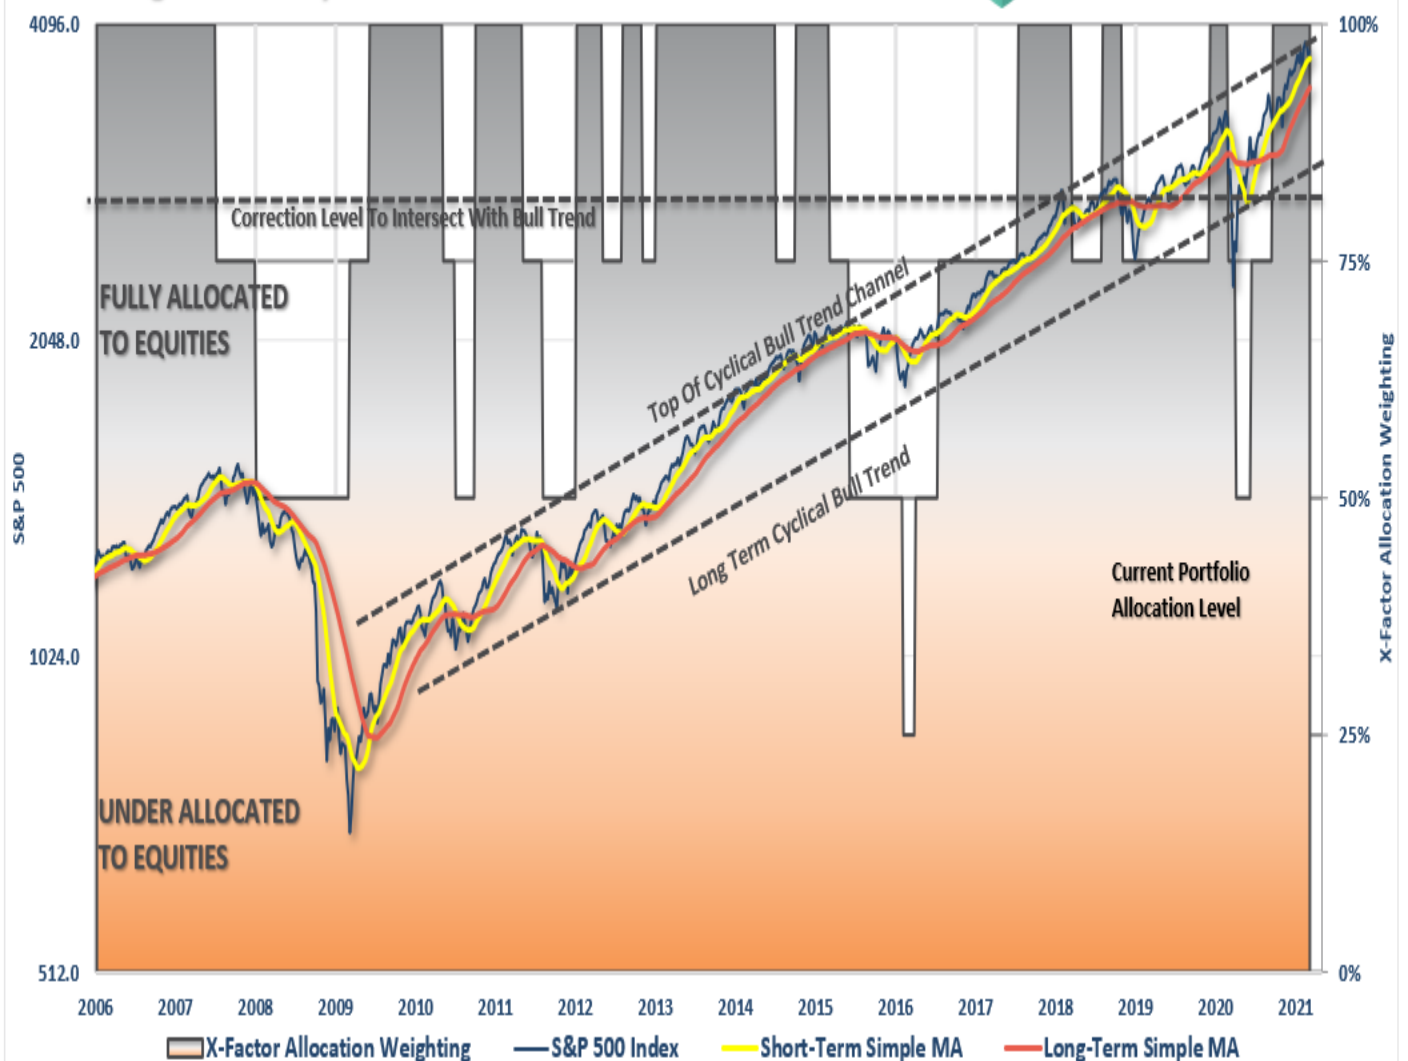 4096.0
100%
Correction Level To Intersect With Bull Trend
75%
FULLY ALLOCATED
TO EQUITIES
Top Of Cyclical Bull Trend Channel
2048.0
X-Factor Allocation Weighting
S&P 500
50%
Long Term Cyclical Bull Trend
Current Portfolio
Allocation Level
1024.0
25%
UNDER ALLOCATED
TO EQUITIES
512.0
0%
2006 2007 2008 2009 2010 2011 2012 2013 2014 2015 2016 2017 2018 2019 2020 2021
X-Factor Allocation Weighting S&P 500 Index Short-Term Simple MA Long-Term Simple MA